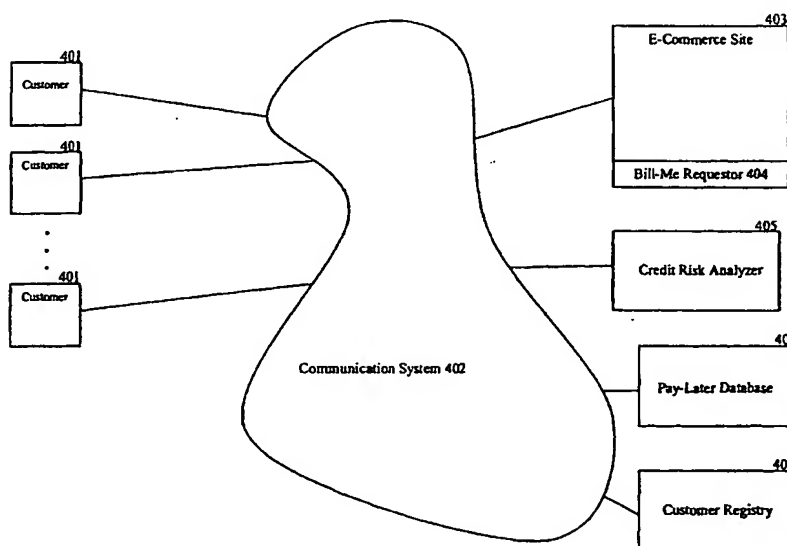 401
Customer
401
Customer
401
Customer
Communication System 402
403
E-Commerce Site
Bill-Me Requestor 404
405
Credit Risk Analyzer
Pay-Later Database
Customer Registry